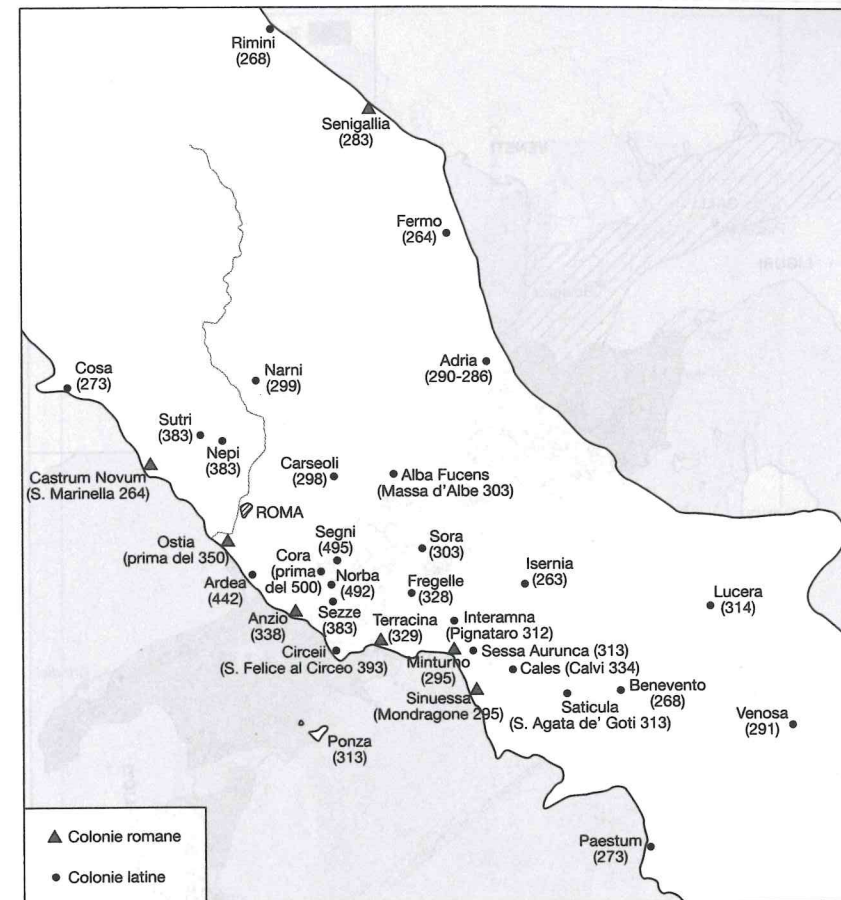 Rimini
(268)
Senigallia
(283)
Fermo
(264)
Adria
(290-286)
Cosa
(273)
Narni
(299)
Sutri
(383)
Nepi
(383)
Castrum Novum
(S. Marinella 264)
Carseoli
(298)
Alba Fucens
(Massa d'Albe 303)
ROMA
Ostia
(prima del 350)
Segni
(495)
Sora
(303)
Cora
(prima
del 500)
Norba
(492)
Ardea
(442)
Fregelle
(328)
Isernia
(263)
Lucera
(314)
Sezze
(383)
Anzio
(338)
Terracina
(329)
Interamna
(Pignataro 312)
Circeii
(S. Felice al Circeo 393)
Minturno
(295)
Sessa Aurunca (313)
Cales (Calvi 334)
Sinuessa
(Mondragone 295)
Saticula
(S. Agata de' Goti 313)
Benevento
(268)
Venosa
(291)
Ponza
(313)
Paestum
(273)
Colonie romane
Colonie latine